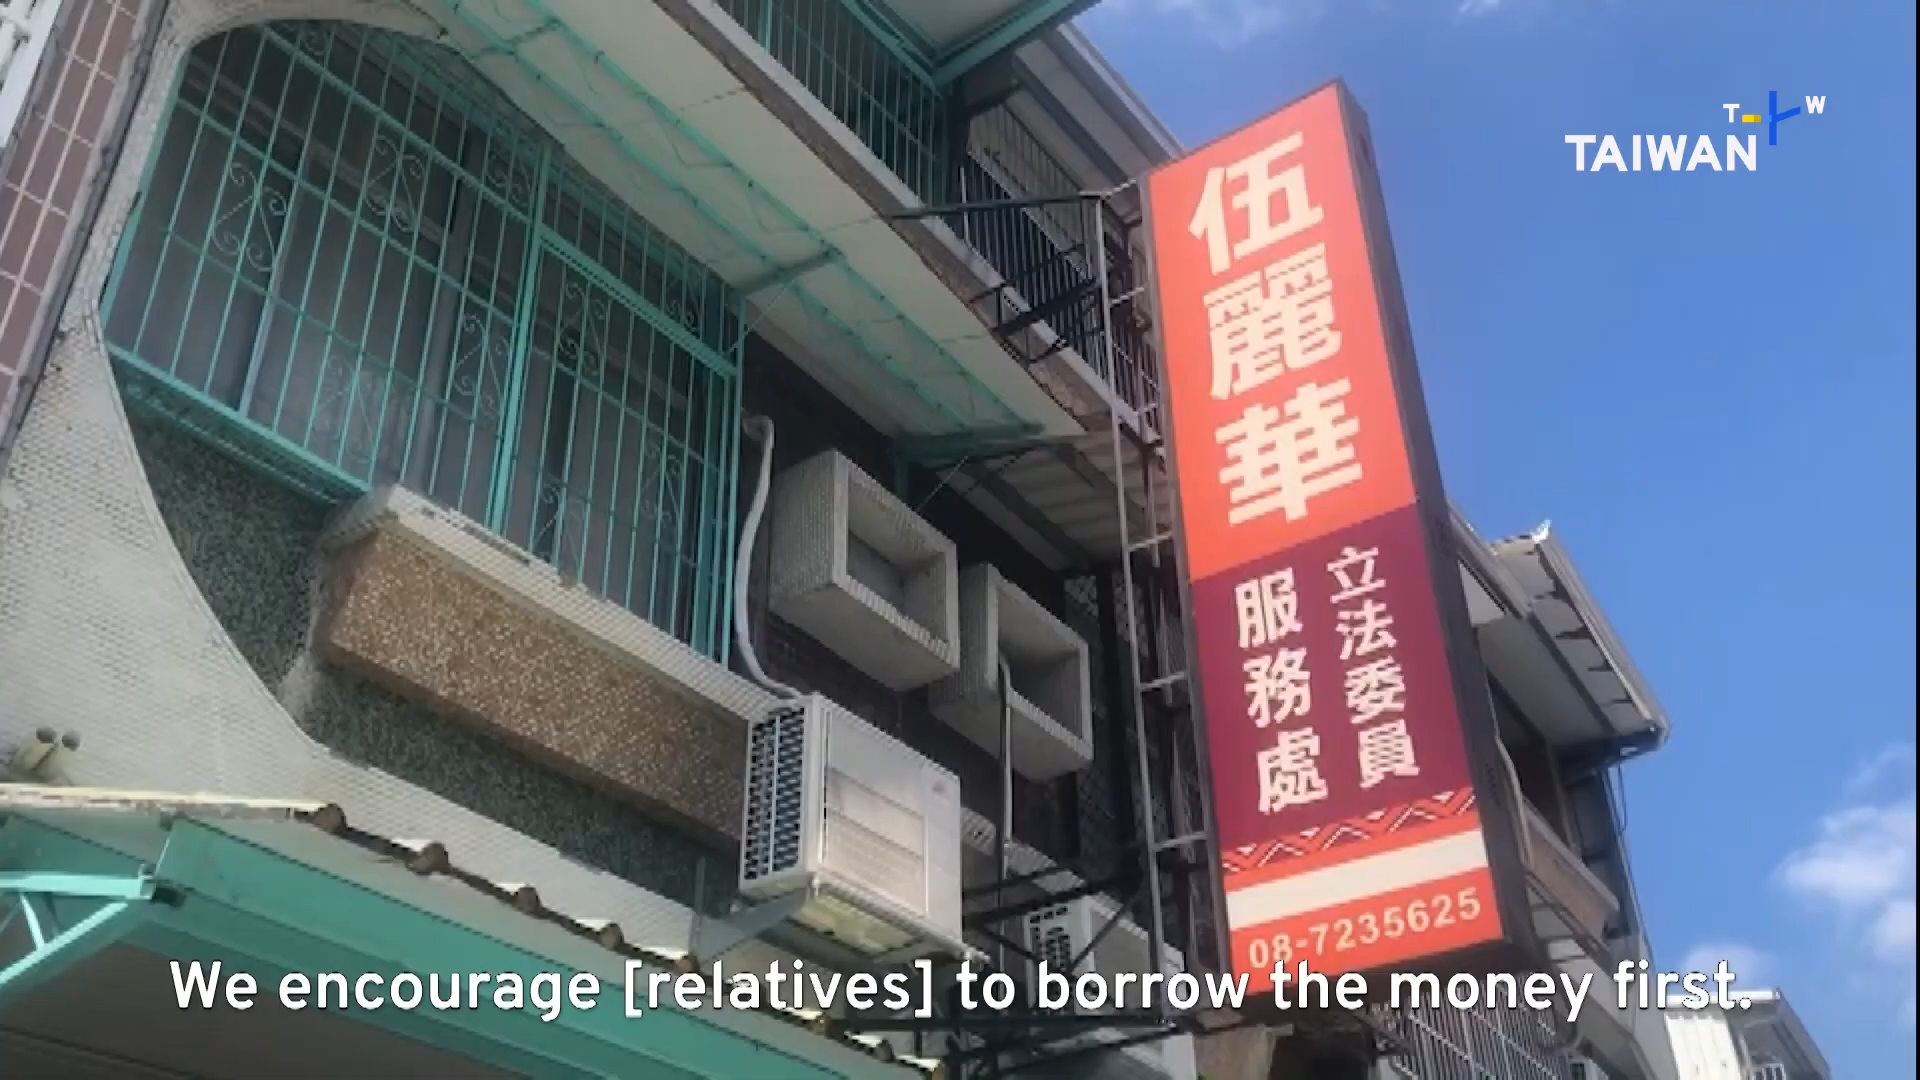 T W
TAIWAN
伍麗華
立法委員
服務處
08-7235625
We encourage [relatives] to borrow the money first.